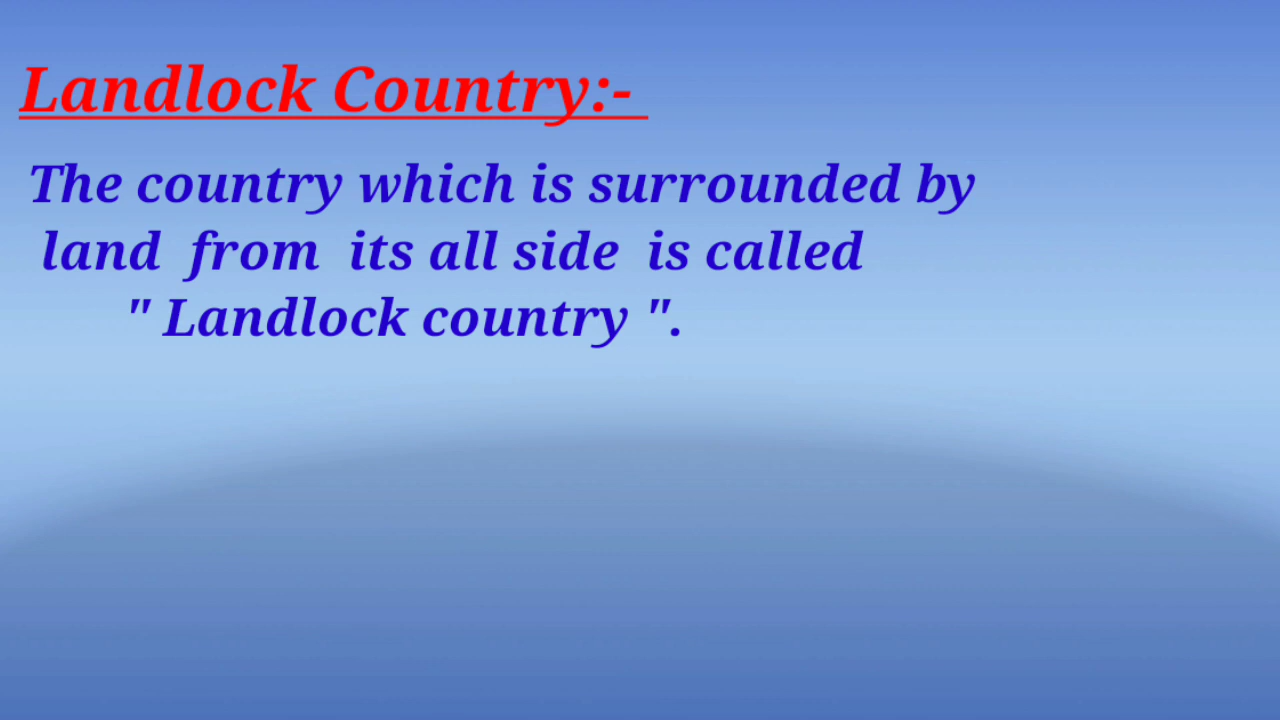 Landlock Country:-
The country which is surrounded by
land from its all side is called
" Landlock country ".